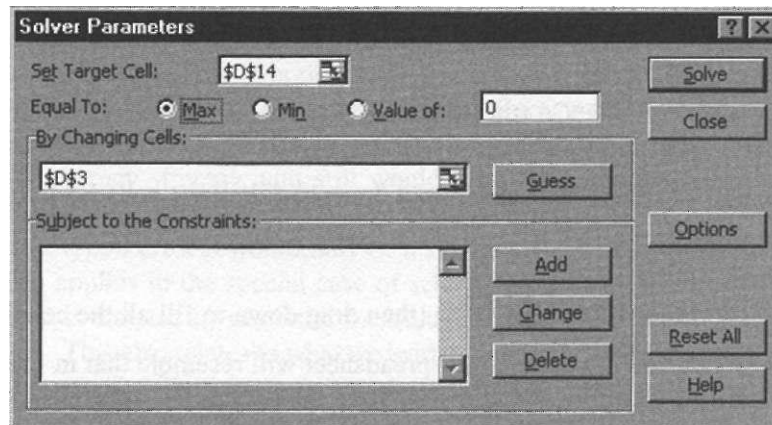 Solver Parameters
Set Target Cell: $D$14
Solve
Equal To: Max Min Value of: 0
Close
By Changing Cells:
$D$3
Guess
Subject to the Constraints:
Options
Add
Change
Reset All
Delete
Help